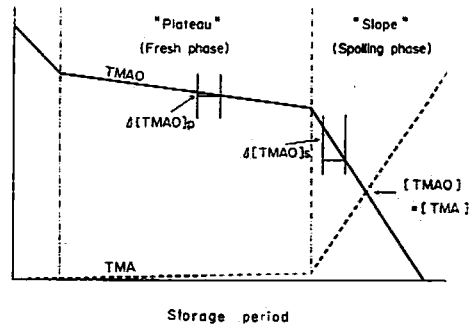 "Plateau"
(Fresh phase)
"Slope"
(Spoiling phase)
TMAO
δ[TMAO]p
δ[TMAO]s
[TMAO]
=[TMA]
TMA
Storage period